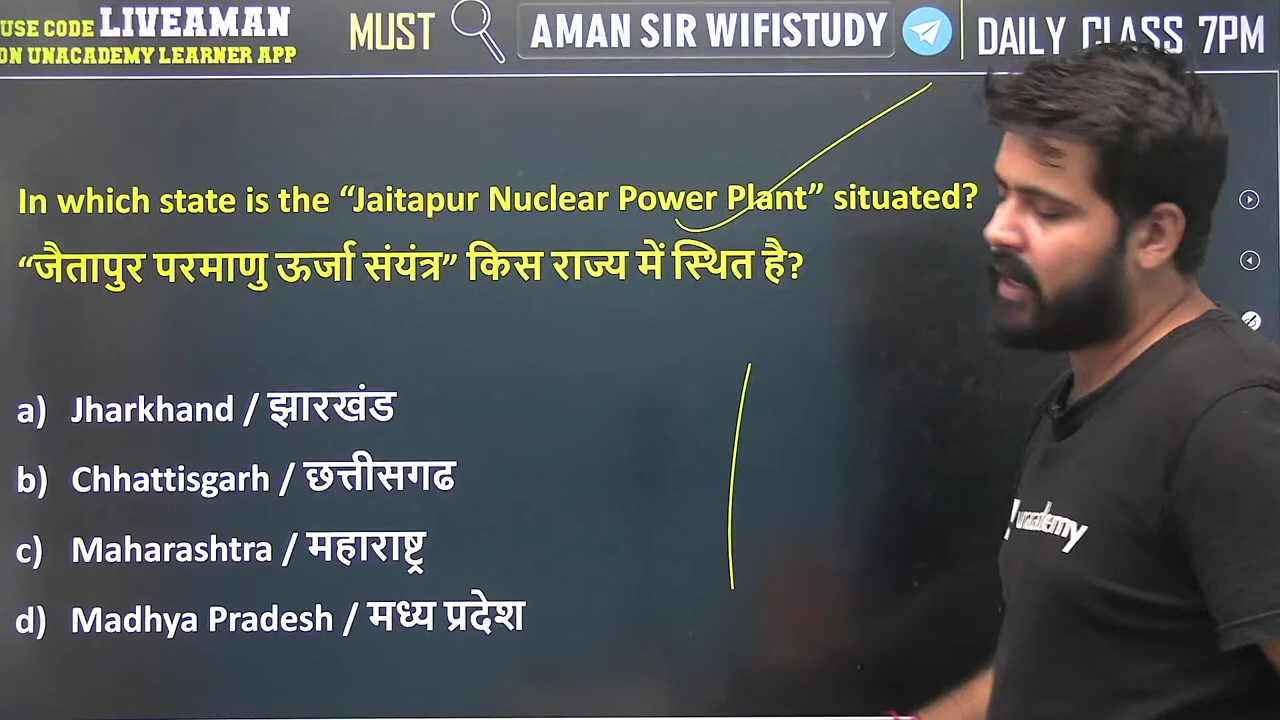 USE CODE LIVEAMAN
ON UNACADEMY LEARNER APP
MUST
AMAN SIR WIFISTUDY
DAILY CLASS 7PM
In which state is the “Jaitapur Nuclear Power Plant” situated?
“जैतापुर परमाणु ऊर्जा संयंत्र” किस राज्य में स्थित है?
a) Jharkhand / झारखंड
b) Chhattisgarh / छत्तीसगढ
c) Maharashtra / महाराष्ट्र
d) Madhya Pradesh / मध्य प्रदेश
unacademy